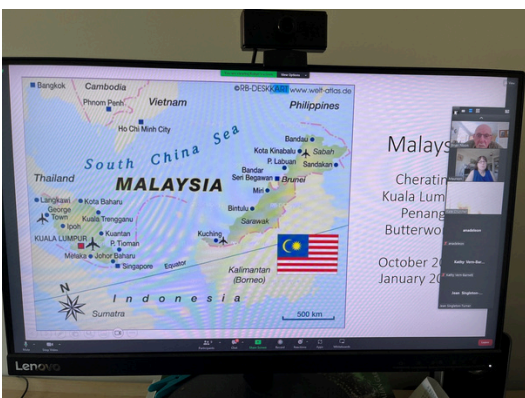 ©RB-DESKKART www.welt-atlas.de
Bangkok
Cambodia
Phnom Penh
Vietnam
Philippines
Ho Chi Minh City
South China Sea
Bandau
Kota Kinabalu
Sabah
P. Labuan
Sandakan
Bandar
Seri Begawan
Brunei
Miri
Thailand
MALAYSIA
Langkawi
Kota Baharu
George
Town
Kuala Trengganu
Ipoh
Kuantan
KUALA LUMPUR
P. Tioman
Melaka
Johor Baharu
Singapore
Bintulu
Sarawak
Kuching
Equator
Kalimantan
(Borneo)
N
Indonesia
Sumatra
500 km
Malays
Cheratin
Kuala Lum
Penang
Butterwor
October 20
January 20
Lenovo